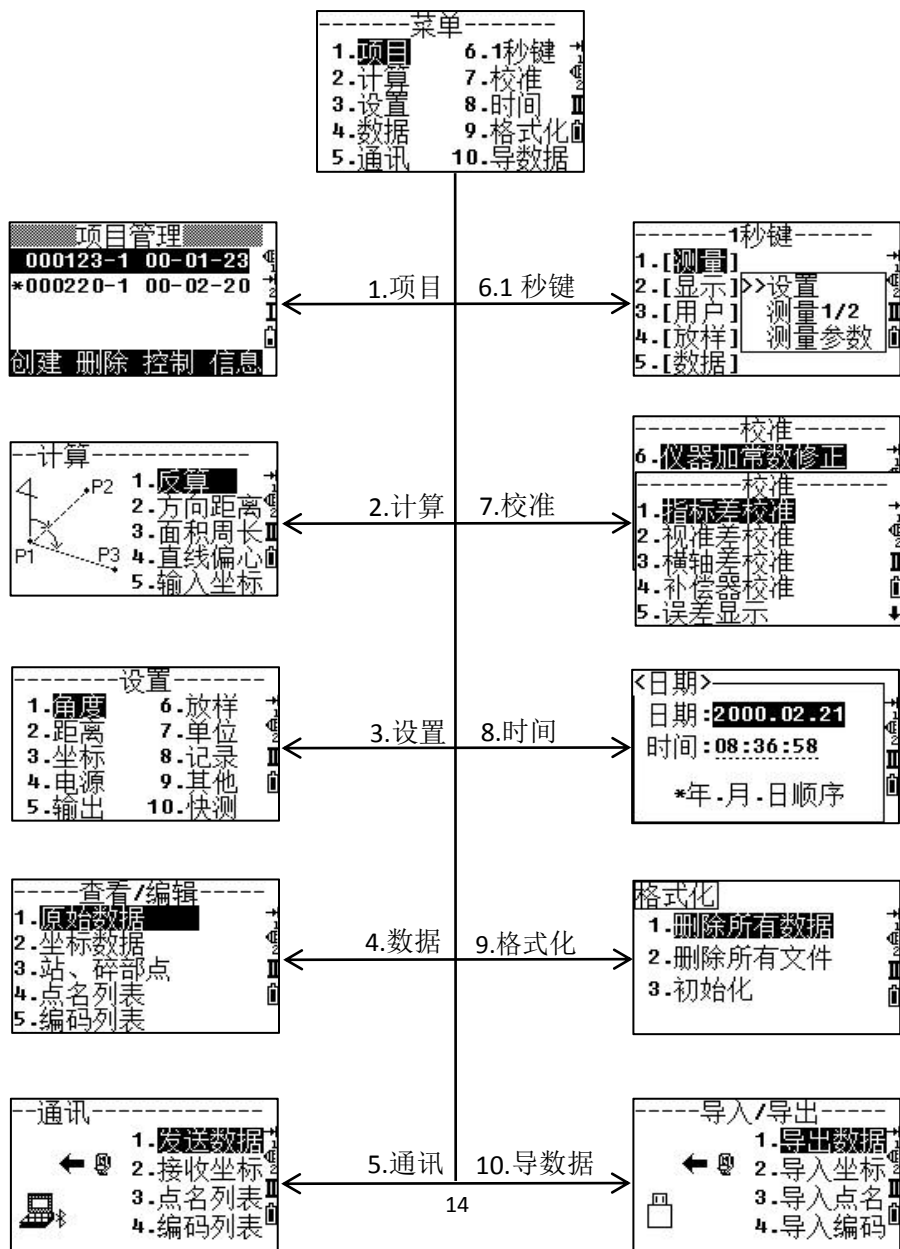 -------菜单-------
1.项目 6.1秒键
2.计算 7.校准
3.设置 8.时间
4.数据 9.格式化
5.通讯 10.导数据
项目管理
000123-1 00-01-23
*000220-1 00-02-20
创建 删除 控制 信息
1.项目
6.1 秒键
--------1秒键------
1.[测量]
2.[显示]
3.[用户]
4.[放样]
5.[数据]
>>设置
测量1/2
测量参数
--计算-------------
P2
P1
P3
1.反算
2.方向距离
3.面积周长
4.直线偏心
5.输入坐标
2.计算
7.校准
--------校准-------
6.仪器加常数修正
--------校准-------
1.指标差校准
2.视准差校准
3.横轴差校准
4.补偿器校准
5.误差显示
--------设置-------
1.角度 6.放样
2.距离 7.单位
3.坐标 8.记录
4.电源 9.其他
5.输出 10.快测
3.设置
8.时间
<日期>
日期:2000.02.21
时间:08:36:58
*年.月.日顺序
-----查看/编辑-----
1.原始数据
2.坐标数据
3.站、碎部点
4.点名列表
5.编码列表
4.数据
9.格式化
格式化
1.删除所有数据
2.删除所有文件
3.初始化
--通讯-------------
1.发送数据
2.接收坐标
3.点名列表
4.编码列表
5.通讯
10.导数据
-----导入/导出-----
1.导出数据
2.导入坐标
3.导入点名
4.导入编码
14